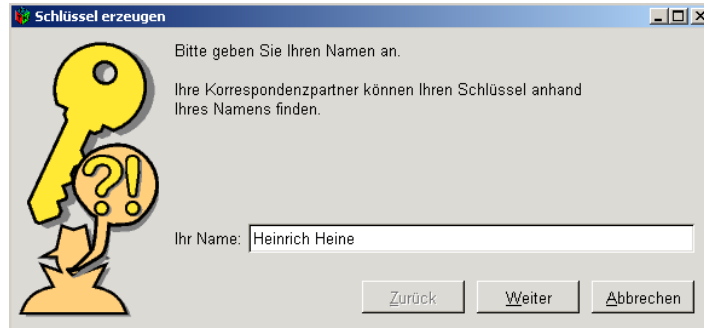 Schlüssel erzeugen
Bitte geben Sie Ihren Namen an.
Ihre Korrespondenzpartner können Ihren Schlüssel anhand
Ihres Namens finden.
?!
Ihr Name: Heinrich Heine
Zurück Weiter Abbrechen